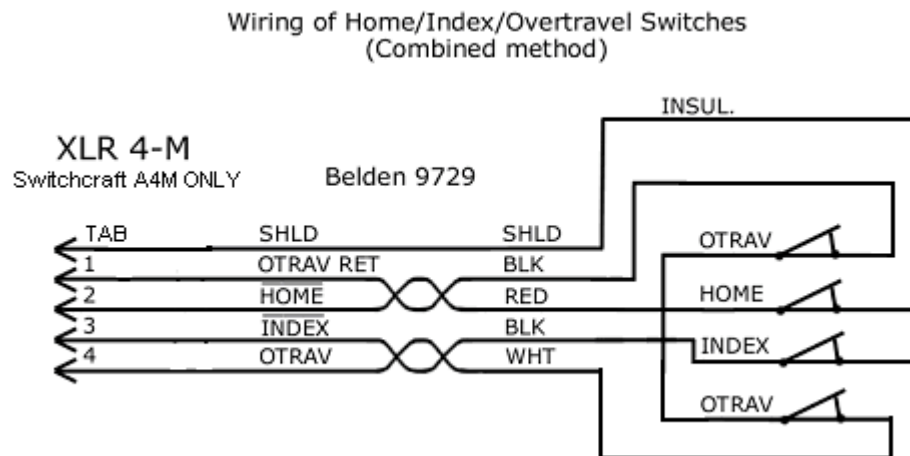 Wiring of Home/Index/Overtravel Switches
(Combined method)
INSUL.
XLR 4-M
Switchcraft A4M ONLY
Belden 9729
TAB SHLD SHLD
1 OTRAV RET BLK
2 HOME RED
3 INDEX BLK
4 OTRAV WHT
OTRAV
HOME
INDEX
OTRAV